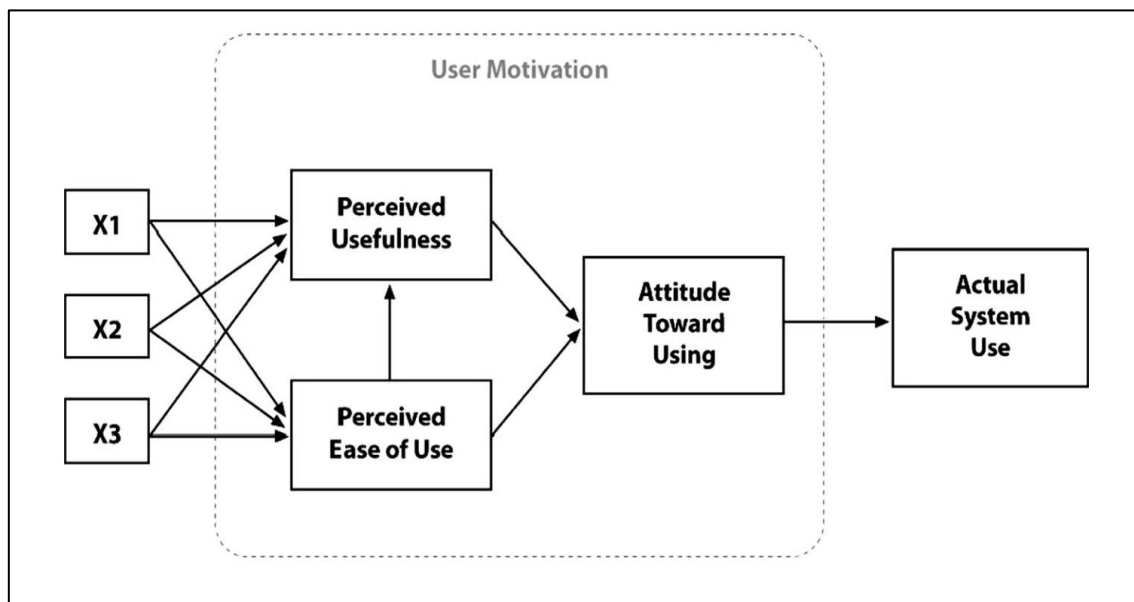 User Motivation
X1
X2
X3
Perceived
Usefulness
Perceived
Ease of Use
Attitude
Toward
Using
Actual
System
Use